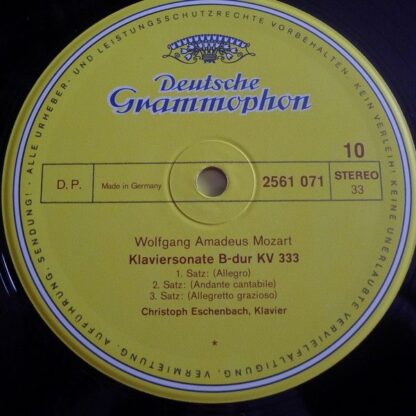 ALLE URHEBER- UND LEISTUNGSSCHUTZRECHTE VORBEHALTEN · KEIN VERLEIH! KEINE UNERLAUBTE VERVIELFÄLTIGUNG, VERMIETUNG, AUFFÜHRUNG, SENDUNG! ·
Deutsche
Grammophon
10
D. P.
Made in Germany
2561 071
STEREO
33
Wolfgang Amadeus Mozart
Klaviersonate B-dur KV 333
1. Satz: (Allegro)
2. Satz: (Andante cantabile)
3. Satz: (Allegretto grazioso)
Christoph Eschenbach, Klavier
*